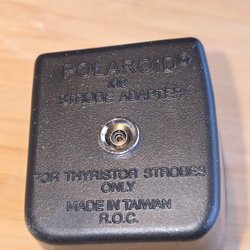 POLAROID®
STROBE ADAPTER
FOR THYRISTOR STROBES
ONLY
MADE IN TAIWAN
R.O.C.